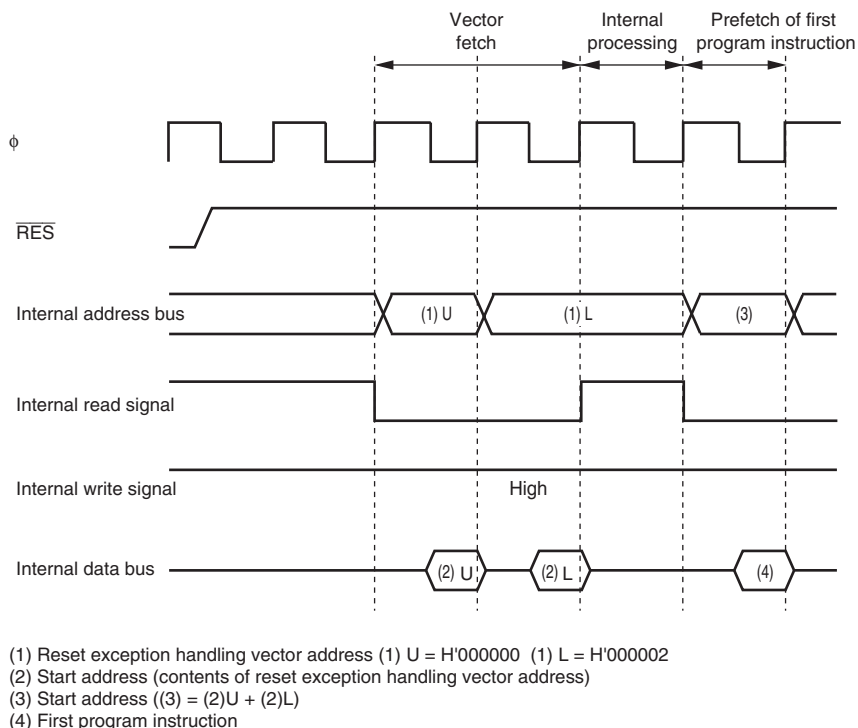 Vector
fetch
Internal
processing
Prefetch of first
program instruction
φ
RES
Internal address bus
(1) U
(1) L
(3)
Internal read signal
Internal write signal
High
Internal data bus
(2) U
(2) L
(4)
(1) Reset exception handling vector address (1) U = H'000000 (1) L = H'000002
(2) Start address (contents of reset exception handling vector address)
(3) Start address ((3) = (2)U + (2)L)
(4) First program instruction